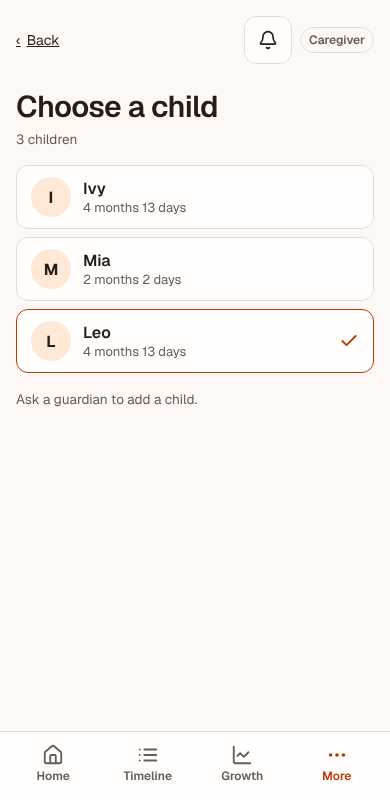 ‹ Back
Caregiver
Choose a child
3 children
I
Ivy
4 months 13 days
M
Mia
2 months 2 days
L
Leo
4 months 13 days
Ask a guardian to add a child.
Home
Timeline
Growth
More